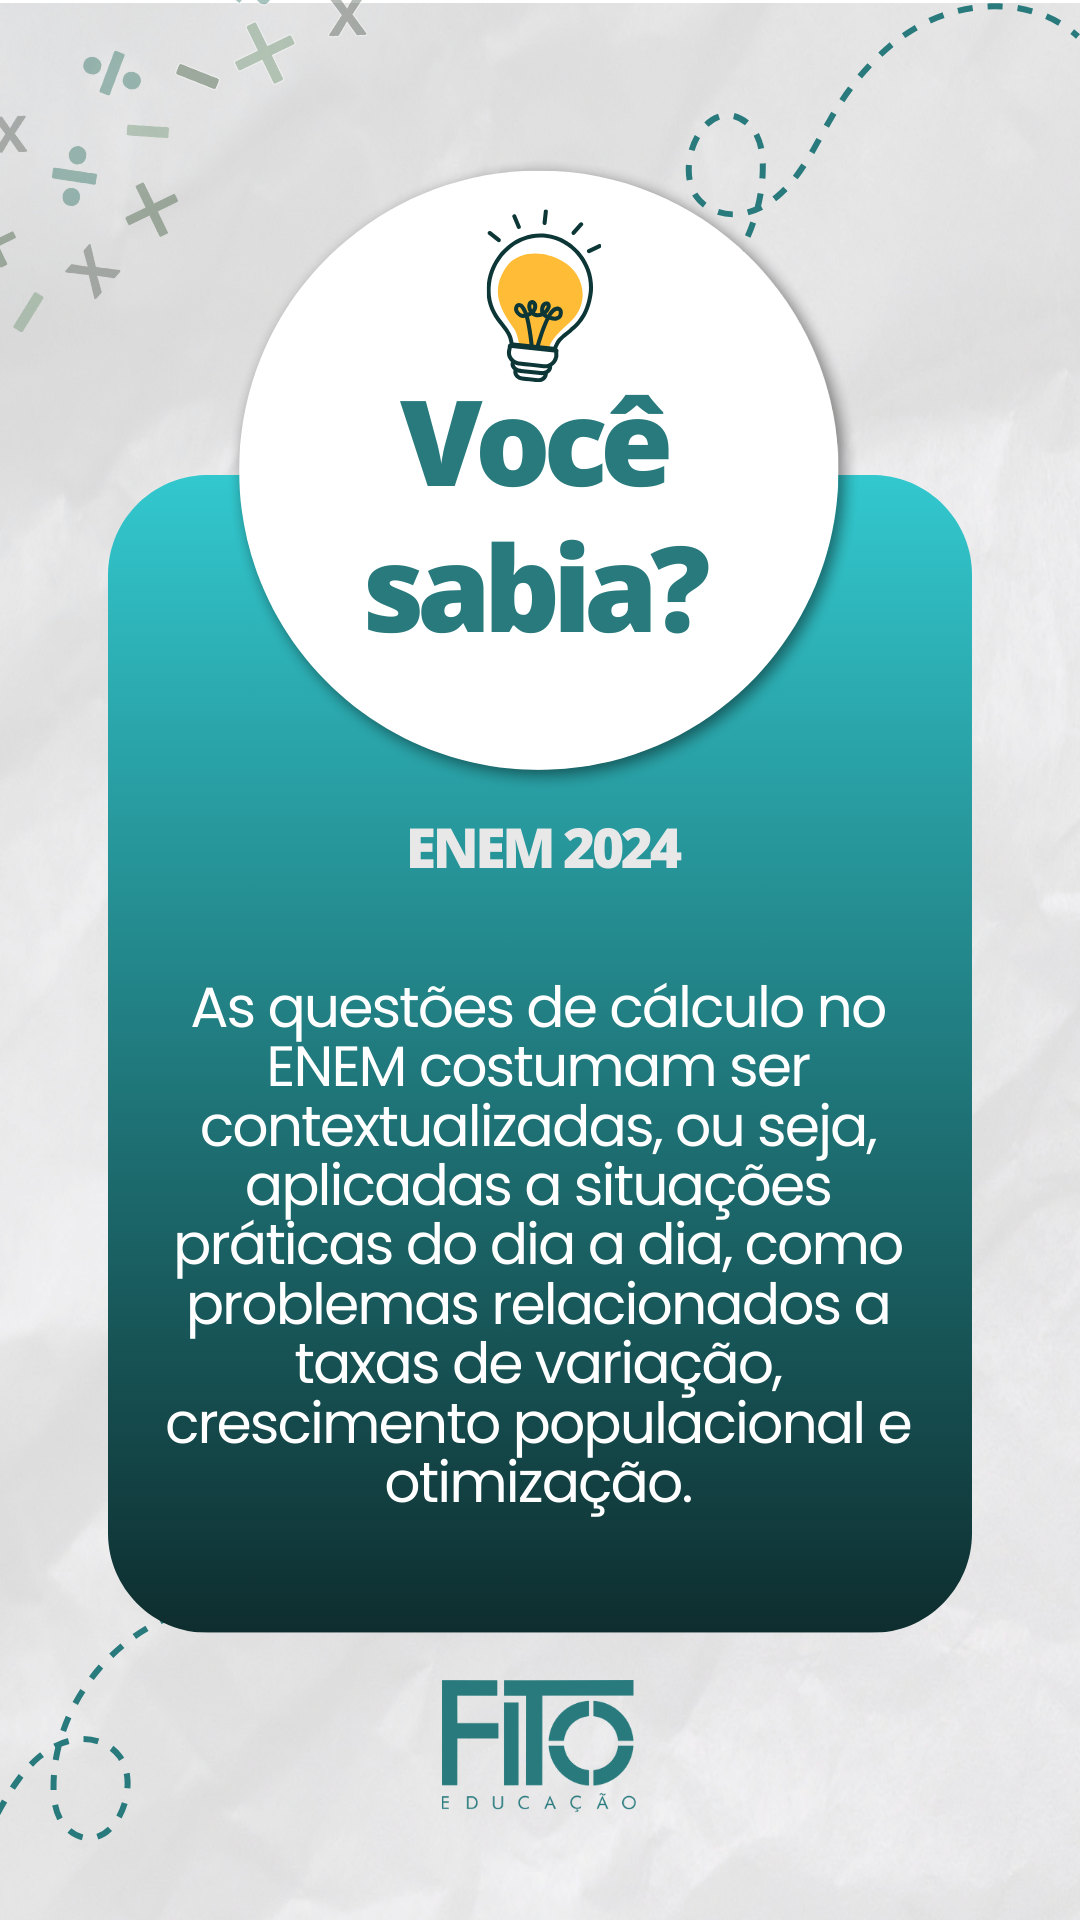 Você
sabia?
ENEM 2024
As questões de cálculo no
ENEM costumam ser
contextualizadas, ou seja,
aplicadas a situações
práticas do dia a dia, como
problemas relacionados a
taxas de variação,
crescimento populacional e
otimização.
FITO
EDUCAÇÃO